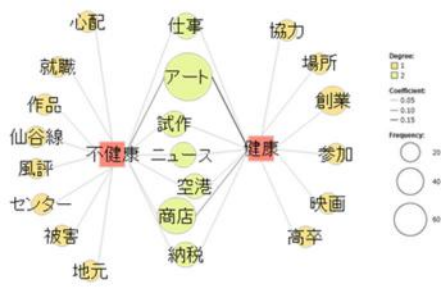 心配
就職
作品
仙谷線
風評
センター
被害
地元
不健康
仕事
アート
試作
ニュース
空港
商店
納税
健康
協力
場所
創業
参加
映画
高卒
Degree:
1
2
Coefficient:
0.05
0.10
0.15
Frequency:
20
40
60